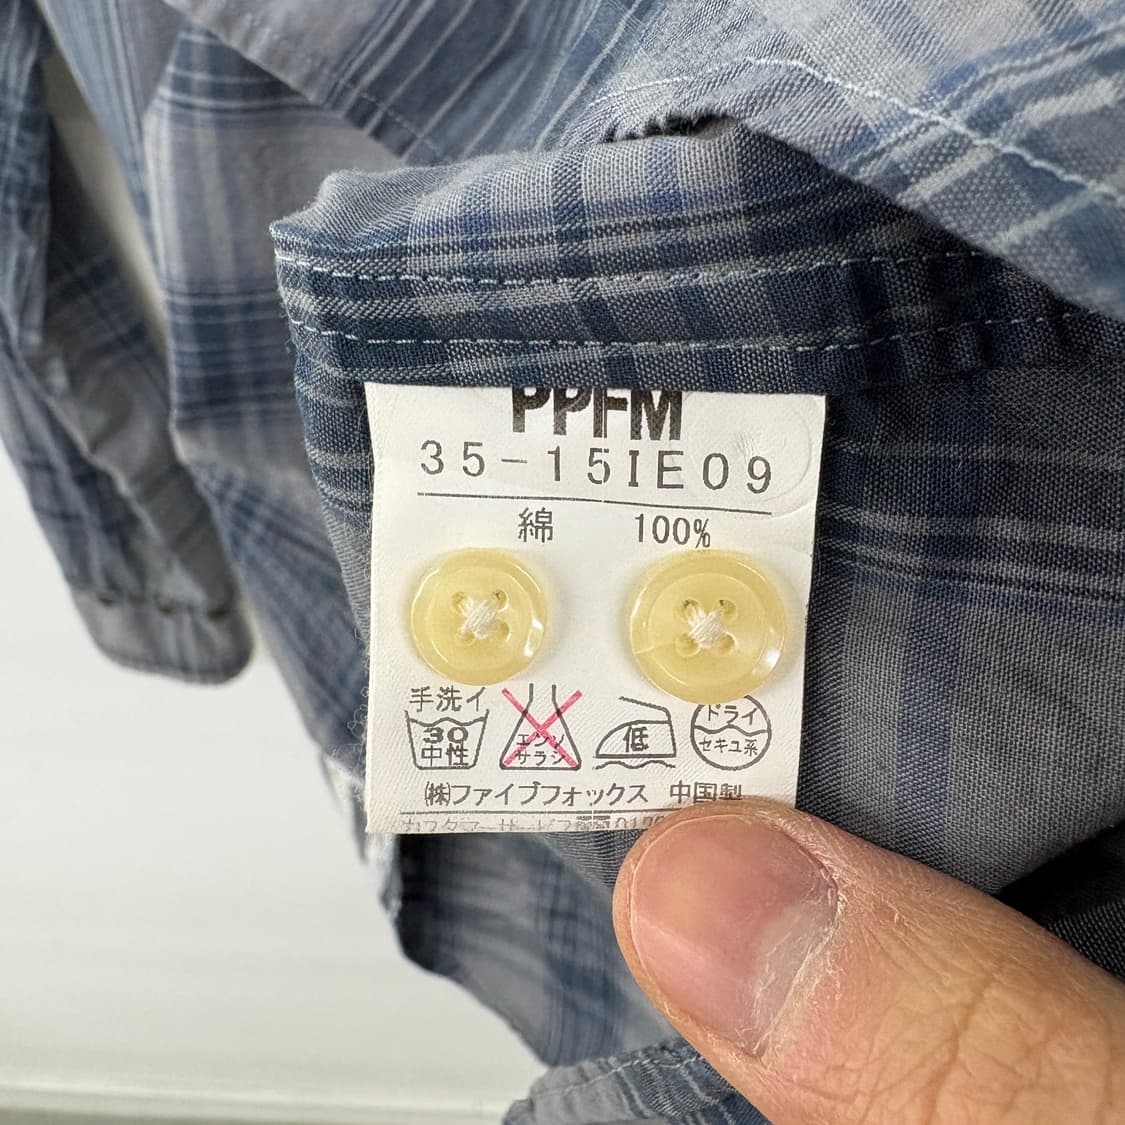 PPFM
35-15IE09
綿 100%
手洗イ
30
中性
エンソ
サラシ
低
ドライ
セキユ系
㈱ファイブフォックス 中国製